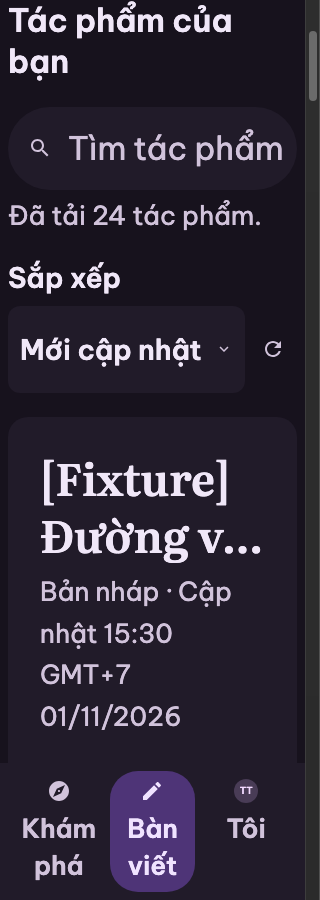 Tác phẩm của
bạn
Tìm tác phẩm
Đã tải 24 tác phẩm.
Sắp xếp
Mới cập nhật
[Fixture]
Đường v...
Bản nháp · Cập
nhật 15:30
GMT+7
01/11/2026
Khám
phá
Bàn
viết
TT
Tôi